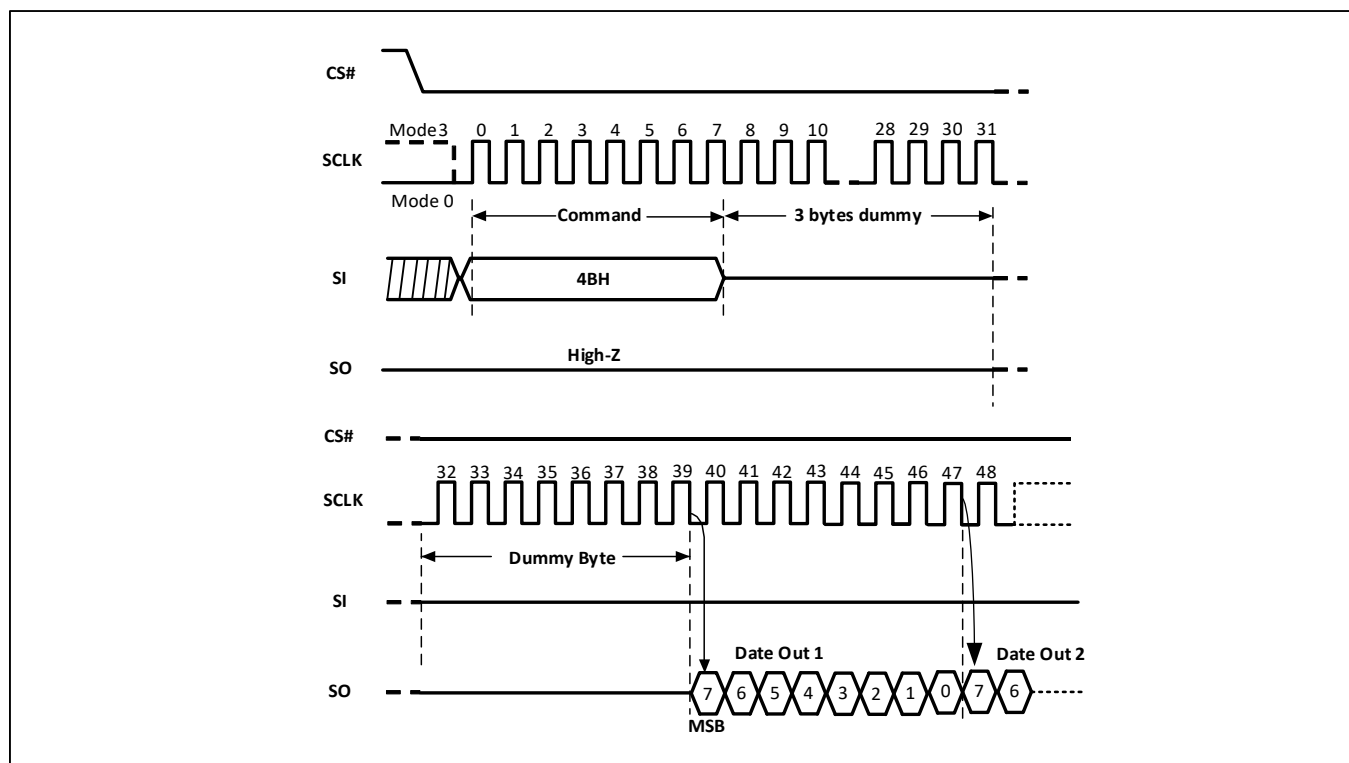 CS#
Mode3 0 1 2 3 4 5 6 7 8 9 10 28 29 30 31
SCLK
Mode 0
Command 3 bytes dummy
SI 4BH
High-Z
SO
CS#
32 33 34 35 36 37 38 39 40 41 42 43 44 45 46 47 48
SCLK
Dummy Byte
SI
Date Out 1 Date Out 2
SO 7 6 5 4 3 2 1 0 7 6
MSB